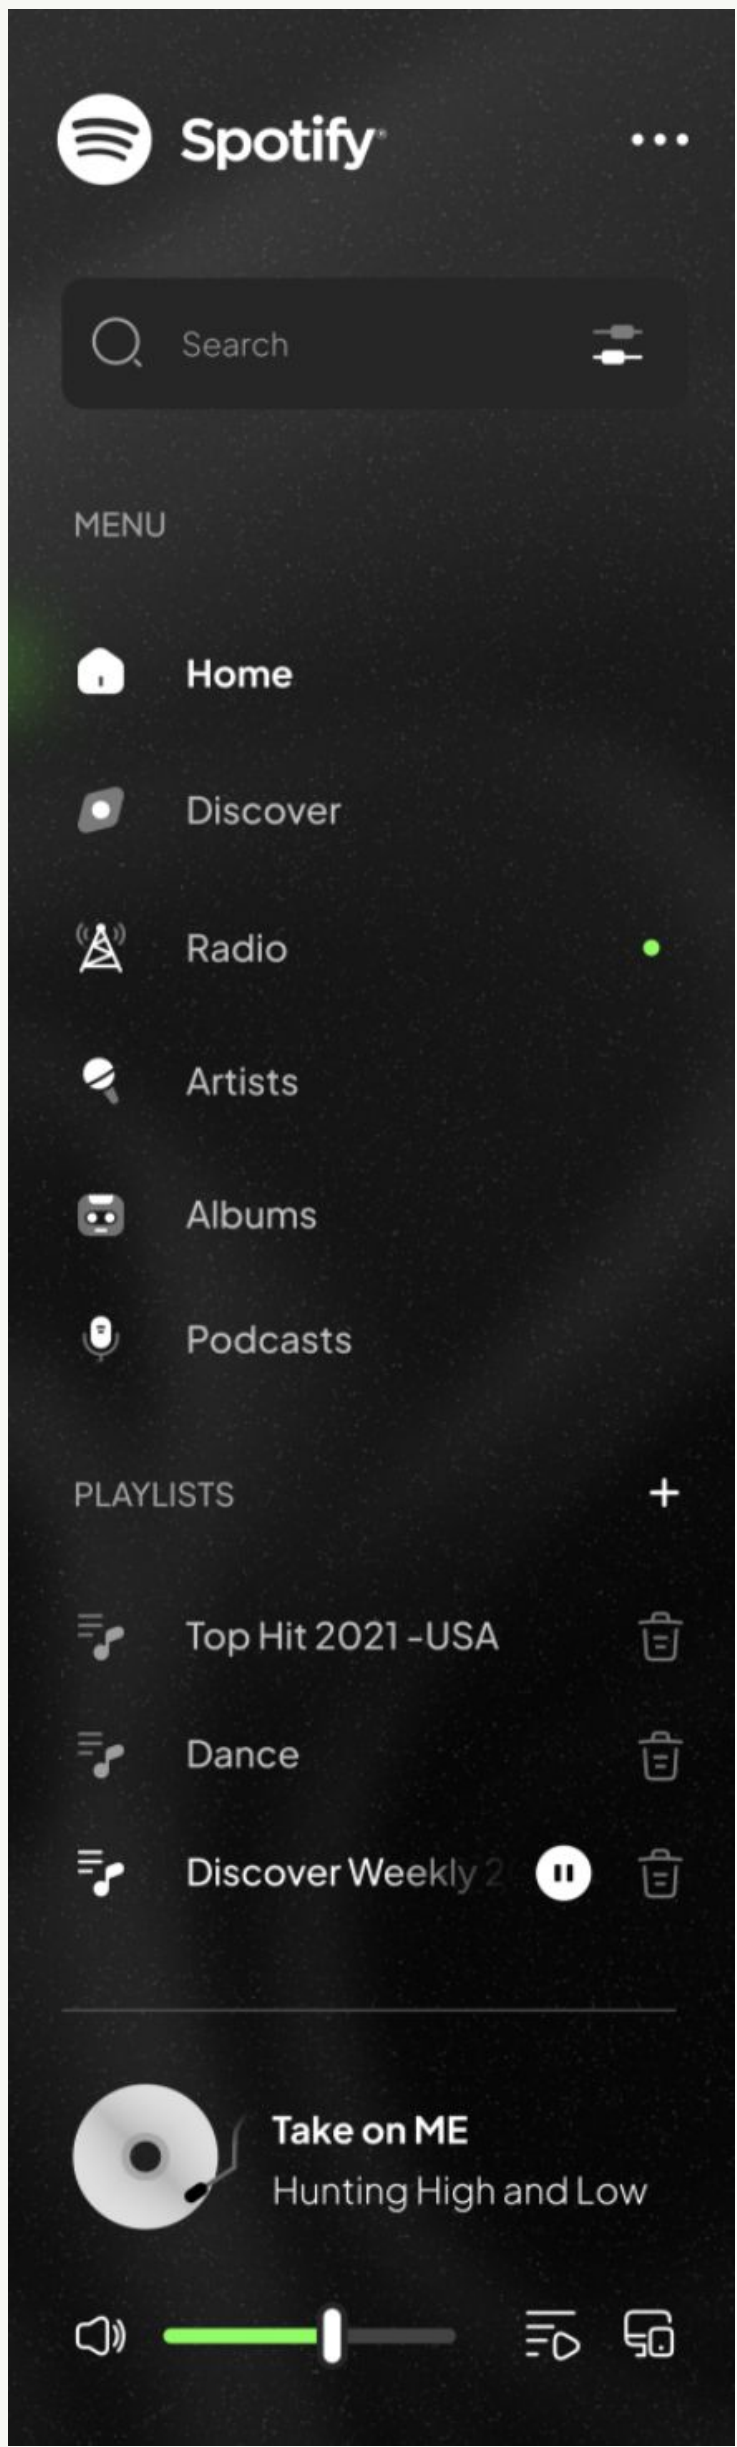 Spotify®
Search
MENU
Home
Discover
Radio
Artists
Albums
Podcasts
PLAYLISTS
Top Hit 2021 -USA
Dance
Discover Weekly 2
Take on ME
Hunting High and Low